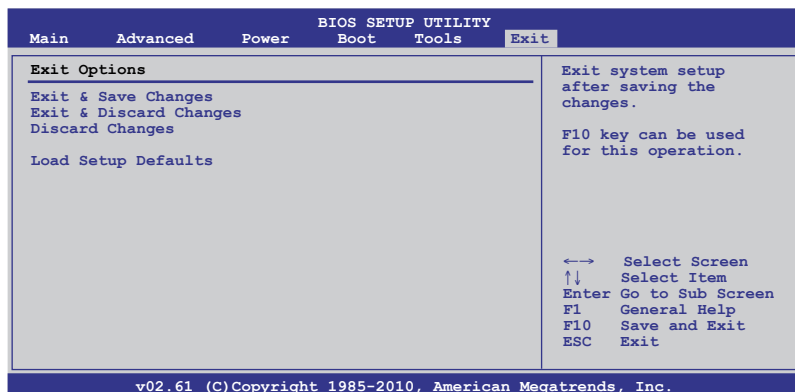 BIOS SETUP UTILITY
Main Advanced Power Boot Tools Exit
Exit Options
Exit & Save Changes
Exit & Discard Changes
Discard Changes
Load Setup Defaults
Exit system setup
after saving the
changes.
F10 key can be used
for this operation.
←→ Select Screen
↑↓ Select Item
Enter Go to Sub Screen
F1 General Help
F10 Save and Exit
ESC Exit
v02.61 (C)Copyright 1985-2010, American Megatrends, Inc.